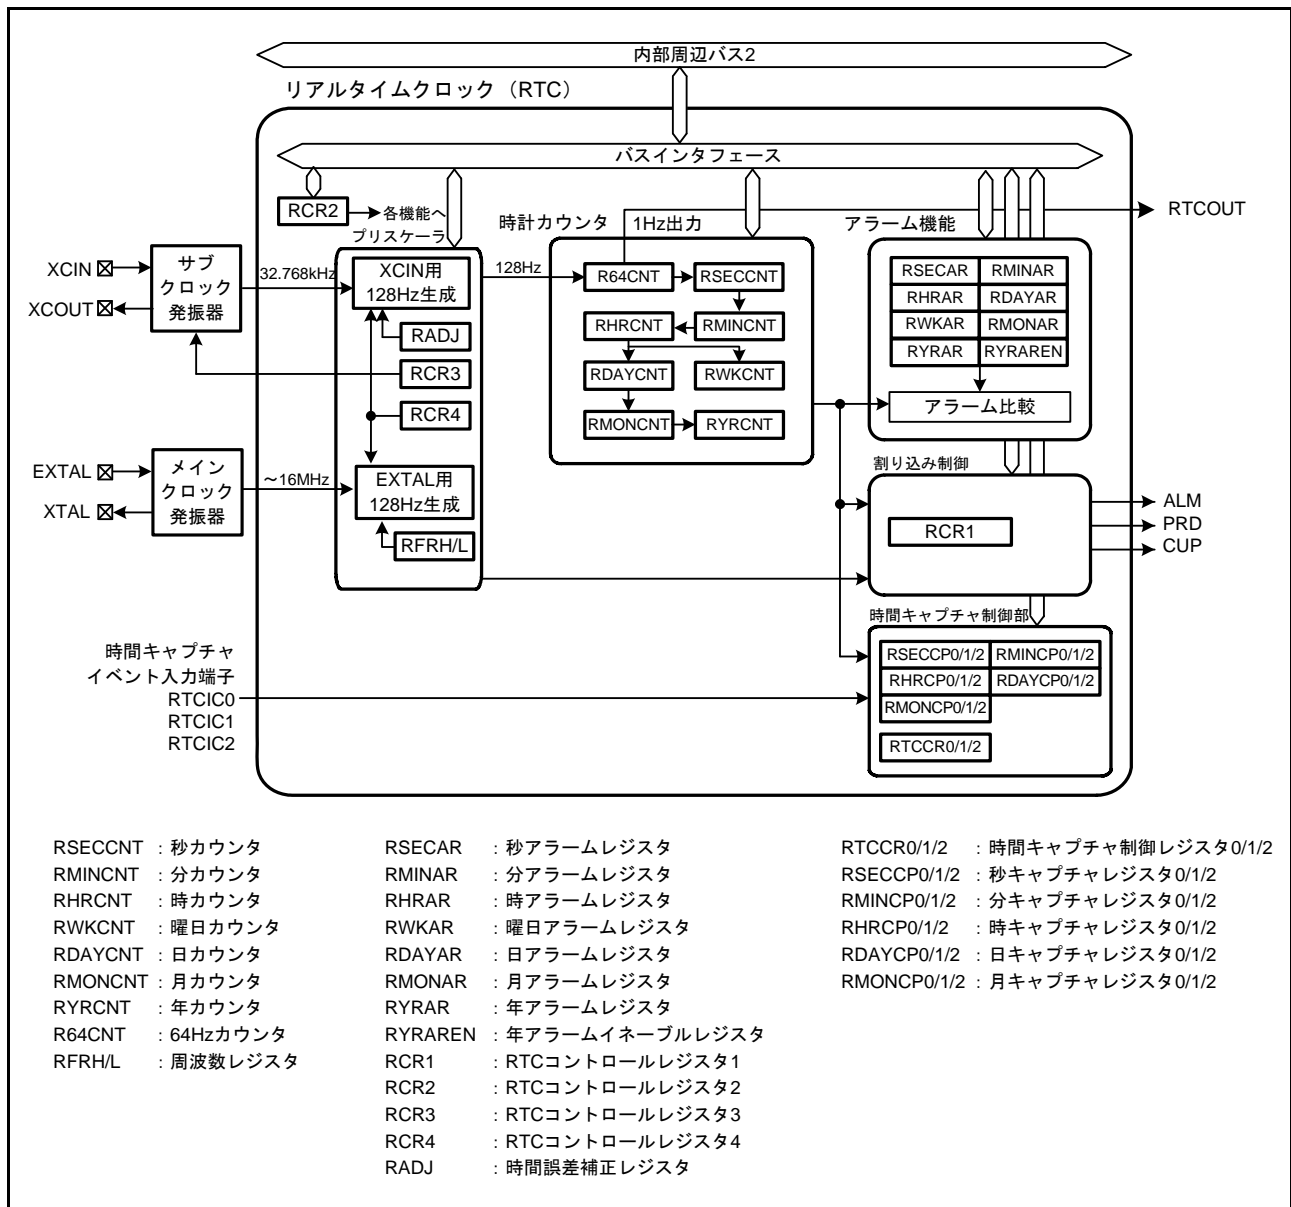 内部周辺バス2
リアルタイムクロック（RTC）
バスインタフェース
RCR2
各機能へ
プリスケーラ
時計カウンタ
1Hz出力
アラーム機能
RTCOUT
XCIN
XCOUT
サブ
クロック
発振器
32.768kHz
XCIN用
128Hz生成
128Hz
RADJ
RCR3
RCR4
R64CNT
RSECCNT
RHRCNT
RMINCNT
RDAYCNT
RWKCNT
RMONCNT
RYRCNT
RSECAR
RMINAR
RHRAR
RDAYAR
RWKAR
RMONAR
RYRAR
RYRAREN
アラーム比較
EXTAL
XTAL
メイン
クロック
発振器
～16MHz
EXTAL用
128Hz生成
RFRH/L
割り込み制御
RCR1
ALM
PRD
CUP
時間キャプチャ制御部
RSECCP0/1/2
RMINCP0/1/2
RHRCP0/1/2
RDAYCP0/1/2
RMONCP0/1/2
RTCCR0/1/2
時間キャプチャ
イベント入力端子
RTCIC0
RTCIC1
RTCIC2
RSECCNT : 秒カウンタ
RMINCNT : 分カウンタ
RHRCNT : 時カウンタ
RWKCNT : 曜日カウンタ
RDAYCNT : 日カウンタ
RMONCNT : 月カウンタ
RYRCNT : 年カウンタ
R64CNT : 64Hzカウンタ
RFRH/L : 周波数レジスタ
RSECAR : 秒アラームレジスタ
RMINAR : 分アラームレジスタ
RHRAR : 時アラームレジスタ
RWKAR : 曜日アラームレジスタ
RDAYAR : 日アラームレジスタ
RMONAR : 月アラームレジスタ
RYRAR : 年アラームレジスタ
RYRAREN : 年アラームイネーブルレジスタ
RCR1 : RTCコントロールレジスタ1
RCR2 : RTCコントロールレジスタ2
RCR3 : RTCコントロールレジスタ3
RCR4 : RTCコントロールレジスタ4
RADJ : 時間誤差補正レジスタ
RTCCR0/1/2 : 時間キャプチャ制御レジスタ0/1/2
RSECCP0/1/2 : 秒キャプチャレジスタ0/1/2
RMINCP0/1/2 : 分キャプチャレジスタ0/1/2
RHRCP0/1/2 : 時キャプチャレジスタ0/1/2
RDAYCP0/1/2 : 日キャプチャレジスタ0/1/2
RMONCP0/1/2 : 月キャプチャレジスタ0/1/2